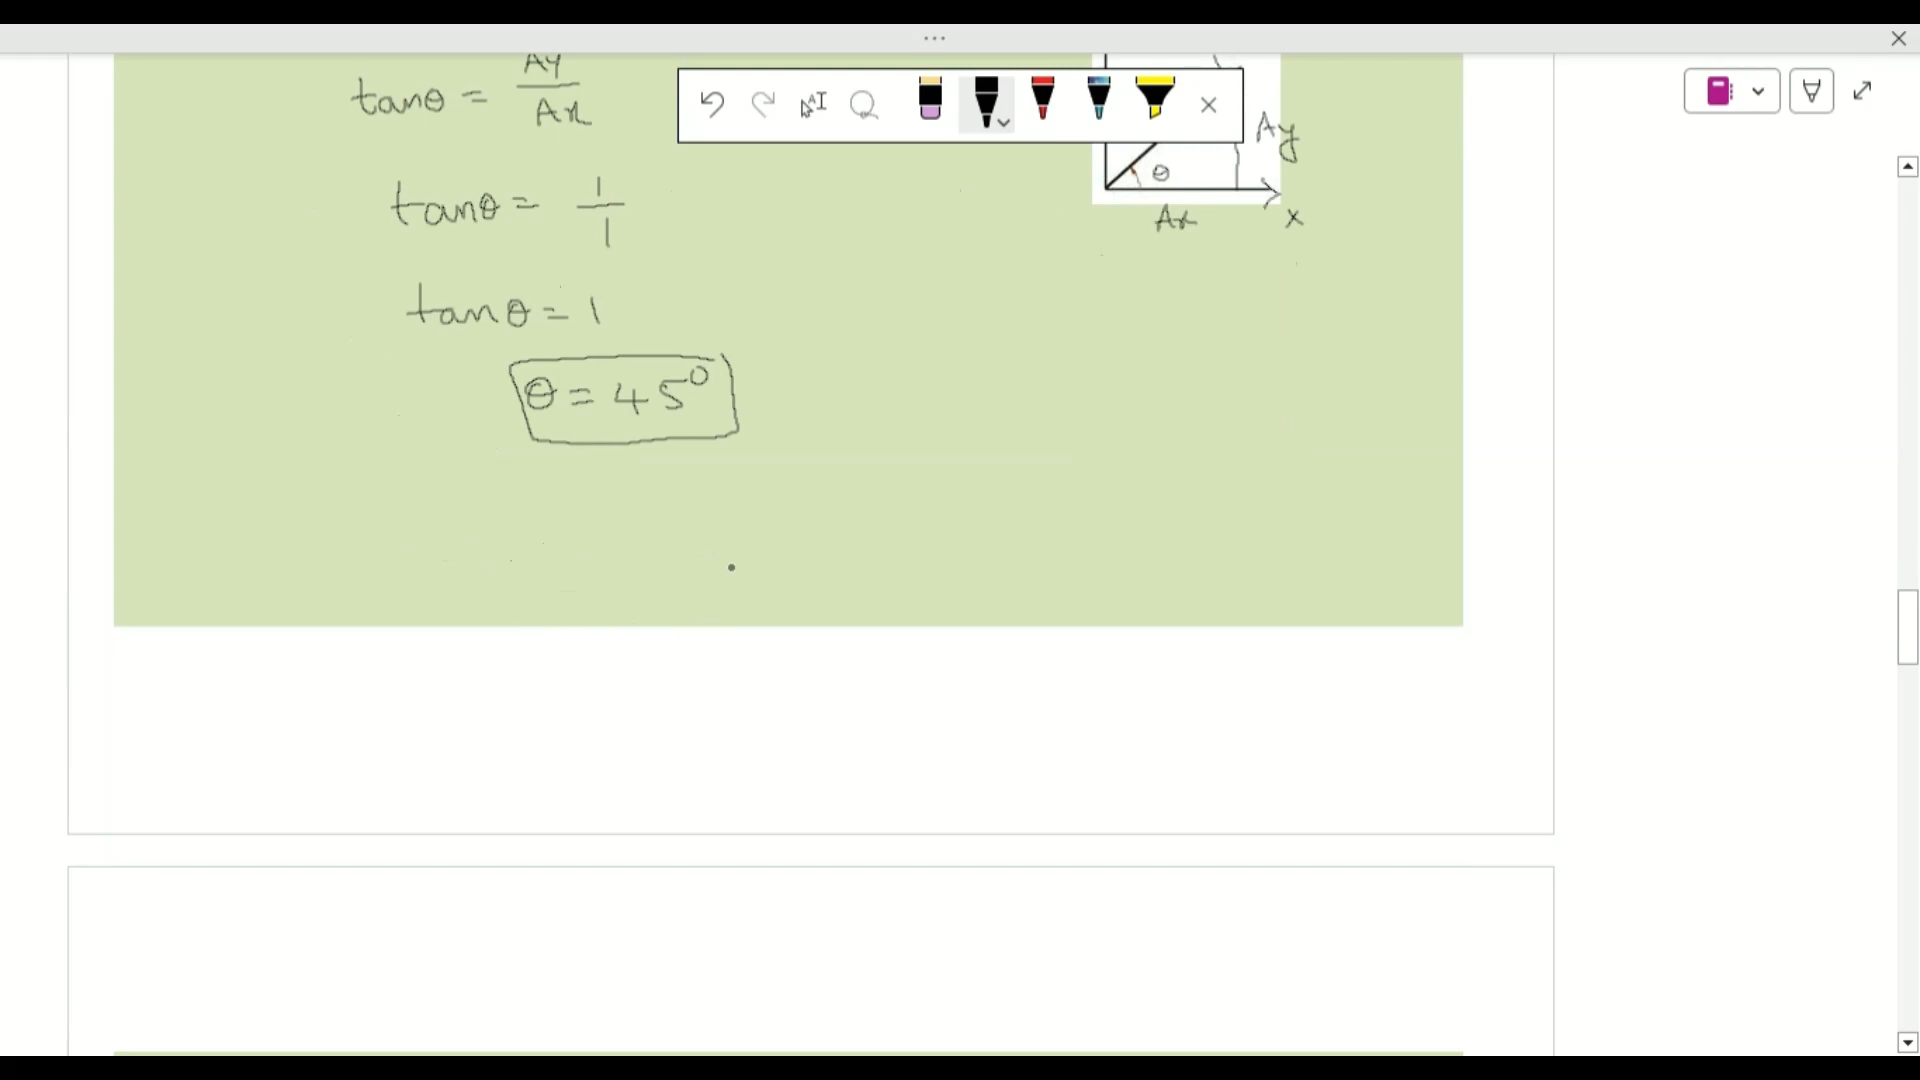 tanθ = Ay/Ax
tanθ = 1/1
tanθ = 1
θ = 45°
Ay
θ
Ax
x